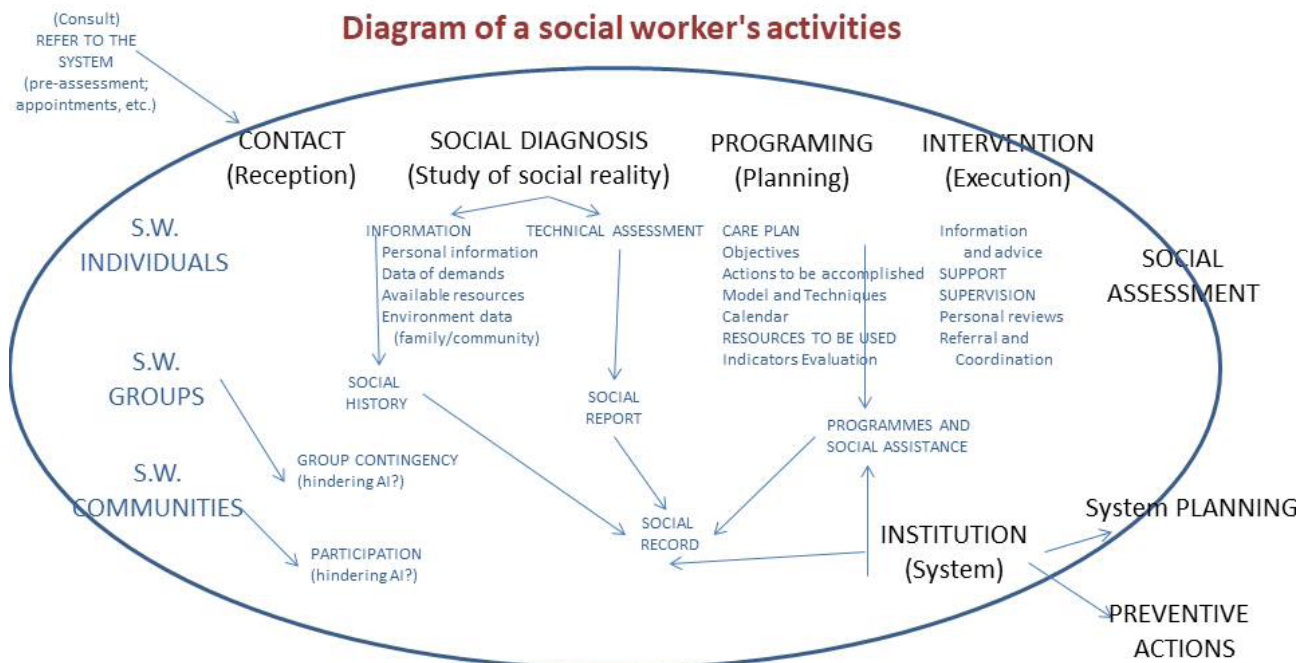 Diagram of a social worker's activities
(Consult)
REFER TO THE
SYSTEM
(pre-assessment;
appointments, etc.)
CONTACT
(Reception)
SOCIAL DIAGNOSIS
(Study of social reality)
PROGRAMING
(Planning)
INTERVENTION
(Execution)
S.W.
INDIVIDUALS
INFORMATION
Personal information
Data of demands
Available resources
Environment data
(family/community)
TECHNICAL ASSESSMENT
CARE PLAN
Objectives
Actions to be accomplished
Model and Techniques
Calendar
RESOURCES TO BE USED
Indicators Evaluation
Information
and advice
SUPPORT
SUPERVISION
Personal reviews
Referral and
Coordination
SOCIAL
ASSESSMENT
S.W.
GROUPS
SOCIAL
HISTORY
SOCIAL
REPORT
PROGRAMMES AND
SOCIAL ASSISTANCE
GROUP CONTINGENCY
(hindering AI?)
S.W.
COMMUNITIES
PARTICIPATION
(hindering AI?)
SOCIAL
RECORD
INSTITUTION
(System)
System PLANNING
PREVENTIVE
ACTIONS